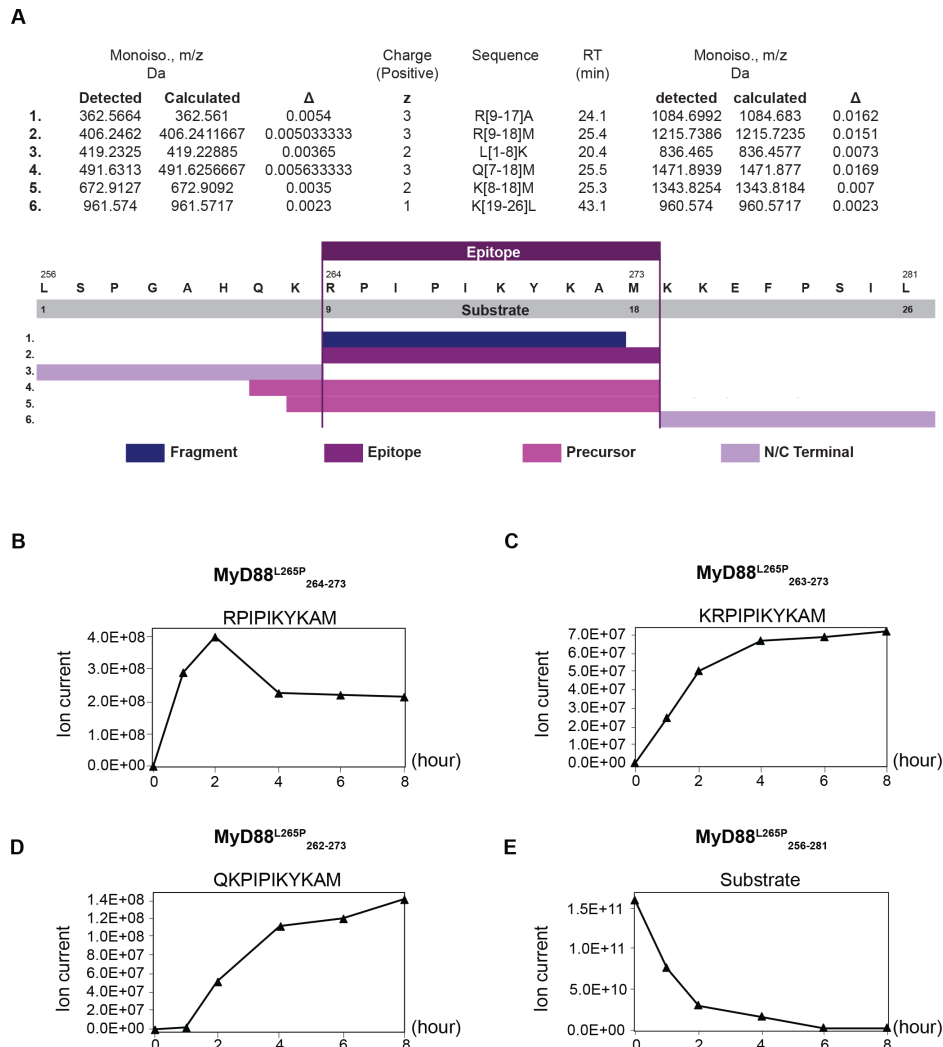 A
Monoiso., m/z Charge Sequence RT Monoiso., m/z
Da (Positive) (min) Da
Detected Calculated Δ z detected calculated Δ
1. 362.5664 362.561 0.0054 3 R[9-17]A 24.1 1084.6992 1084.683 0.0162
2. 406.2462 406.2411667 0.005033333 3 R[9-18]M 25.4 1215.7386 1215.7235 0.0151
3. 419.2325 419.22885 0.00365 2 L[1-8]K 20.4 836.465 836.4577 0.0073
4. 491.6313 491.6256667 0.005633333 3 Q[7-18]M 25.5 1471.8939 1471.877 0.0169
5. 672.9127 672.9092 0.0035 2 K[8-18]M 25.3 1343.8254 1343.8184 0.007
6. 961.574 961.5717 0.0023 1 K[19-26]L 43.1 960.574 960.5717 0.0023
Epitope
256 264 273 281
L S P G A H Q K R P I P I K Y K A M K K E F P S I L
1 9 Substrate 18 26
1.
2.
3.
4.
5.
6.
Fragment Epitope Precursor N/C Terminal
B
MyD88L265P264-273
RPIPIKYKAM
Ion current
4.0E+08
3.0E+08
2.0E+08
1.0E+08
0.0E+00
0 2 4 6 8 (hour)
C
MyD88L265P263-273
KRPIPIKYKAM
Ion current
7.0E+07
6.0E+07
5.0E+07
4.0E+07
3.0E+07
2.0E+07
1.0E+07
0.0E+00
0 2 4 6 8 (hour)
D
MyD88L265P262-273
QKPIPIKYKAM
Ion current
1.4E+08
1.2E+08
1.0E+08
8.0E+07
6.0E+07
4.0E+07
2.0E+07
0.0E+00
0 2 4 6 8 (hour)
E
MyD88L265P256-281
Substrate
Ion current
1.5E+11
1.0E+11
5.0E+10
0.0E+00
0 2 4 6 8 (hour)